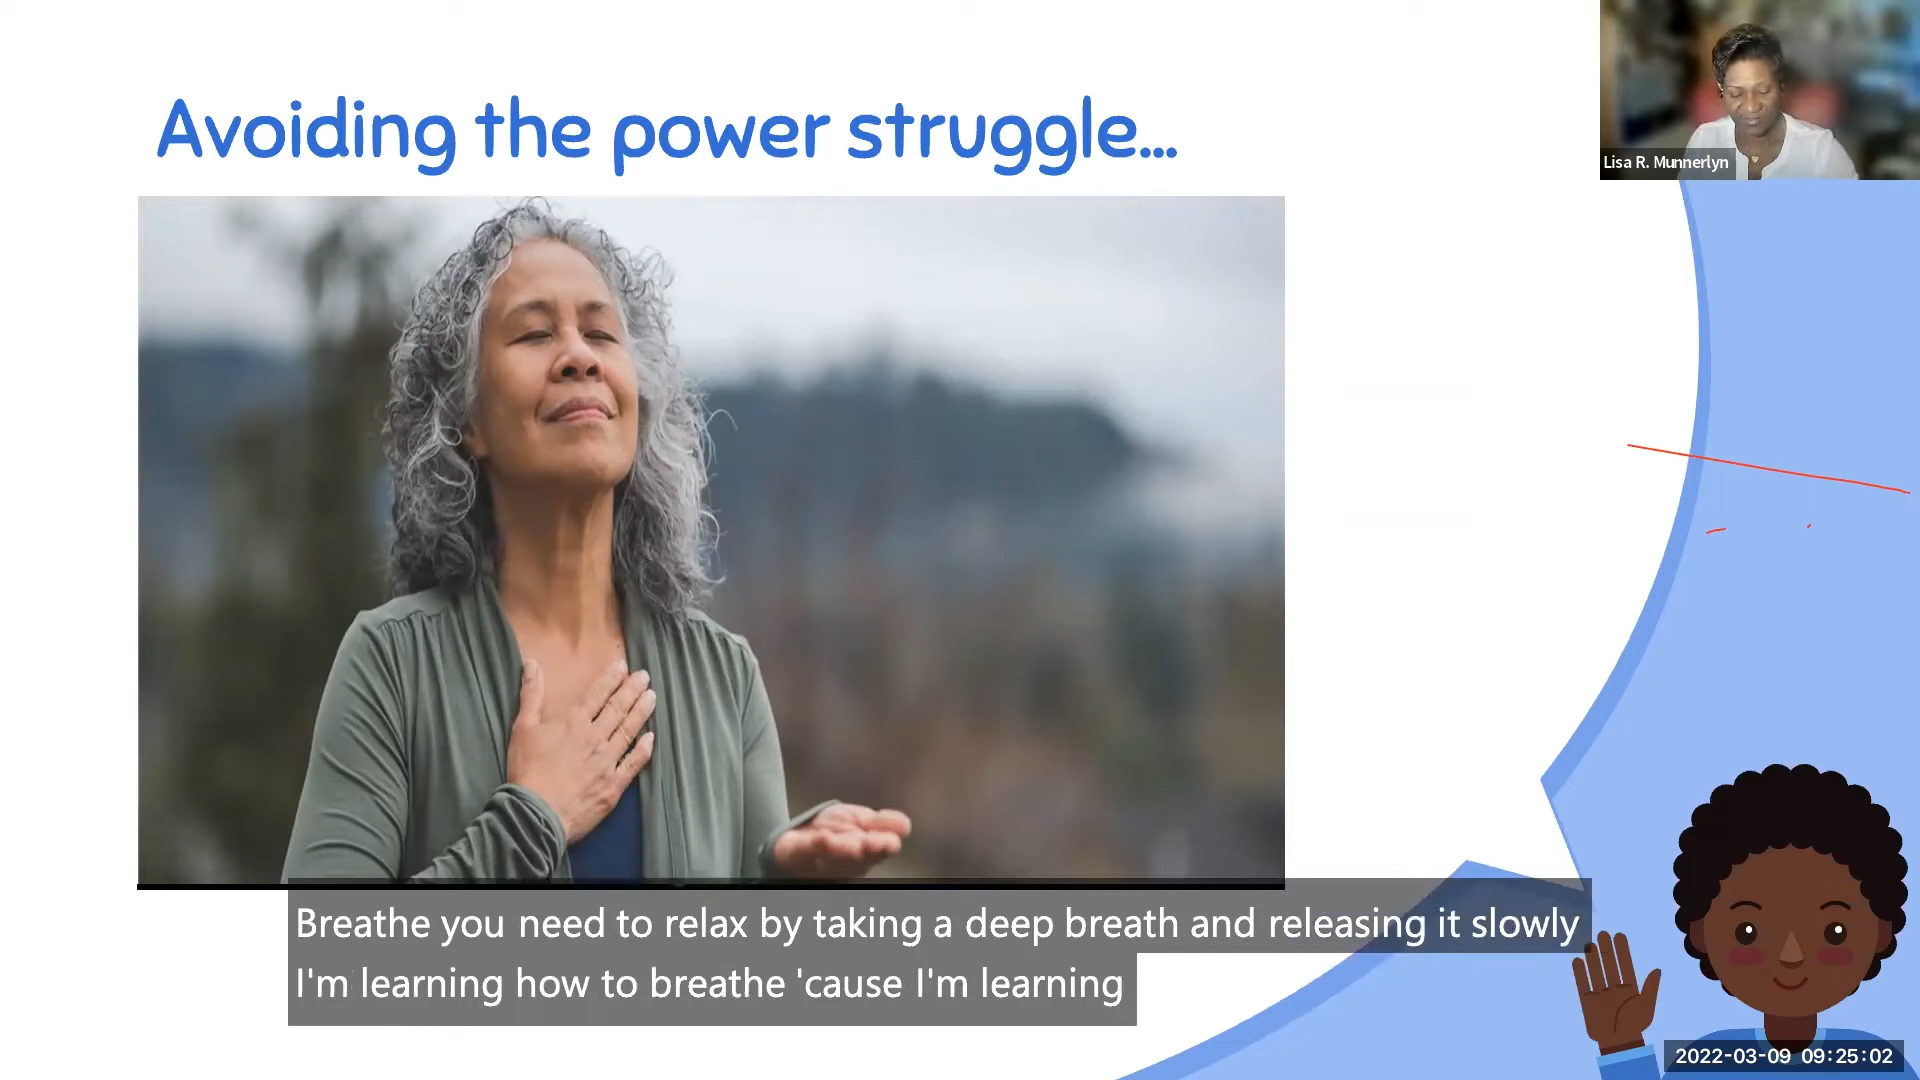 Avoiding the power struggle...
Lisa R. Munnerlyn
Breathe you need to relax by taking a deep breath and releasing it slowly
I'm learning how to breathe 'cause I'm learning
2022-03-09 09:25:02